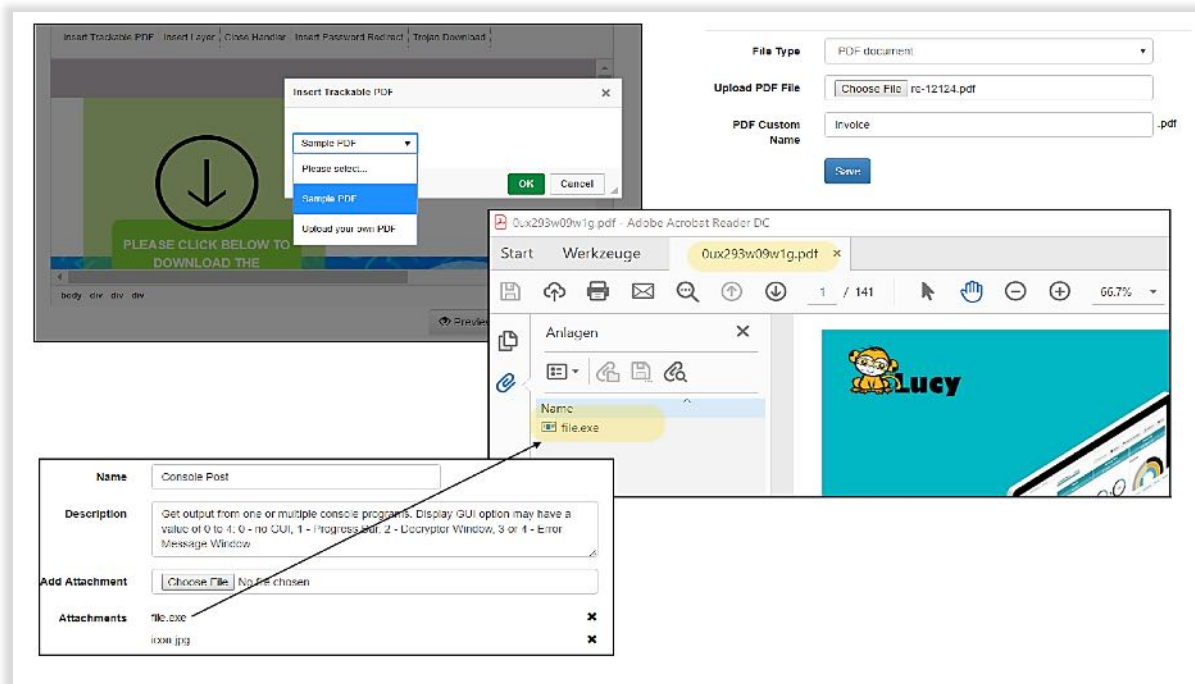 Insert Trackable PDF Insert Layer Close Handler Insert Password Redirect Trojan Download
Insert Trackable PDF ×
Sample PDF
Please select...
Sample PDF
Upload your own PDF
OK Cancel
PLEASE CLICK BELOW TO
DOWNLOAD THE
body div div div
Preview
File Type PDF document
Upload PDF File Choose File re-12124.pdf
PDF Custom Name Invoice .pdf
Save
0ux293w09w1g.pdf - Adobe Acrobat Reader DC
Start Werkzeuge 0ux293w09w1g.pdf ×
1 / 141 66.7%
Anlagen ×
Name
file.exe
Lucy
Name Console Post
Description Get output from one or multiple console programs. Display GUI option may have a
value of 0 to 4: 0 - no GUI, 1 - Progress Bar, 2 - Decryptor Window, 3 or 4 - Error
Message Window
Add Attachment Choose File No file chosen
Attachments file.exe ×
icon.jpg ×